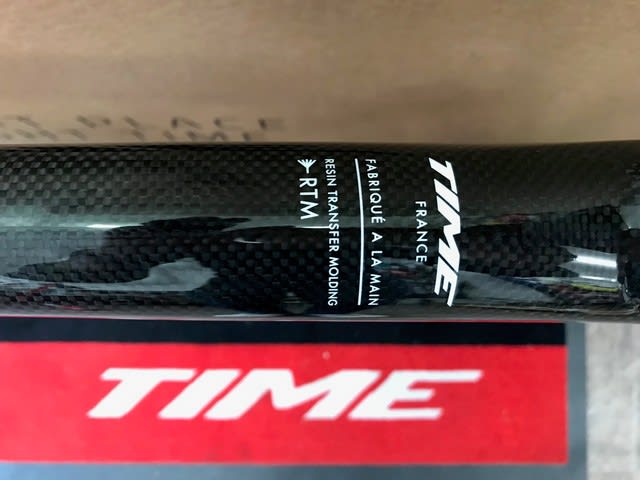 TIME
FRANCE
FABRIQUÉ A LA MAIN
RESIN TRANSFER MOLDING
RTM
TIME